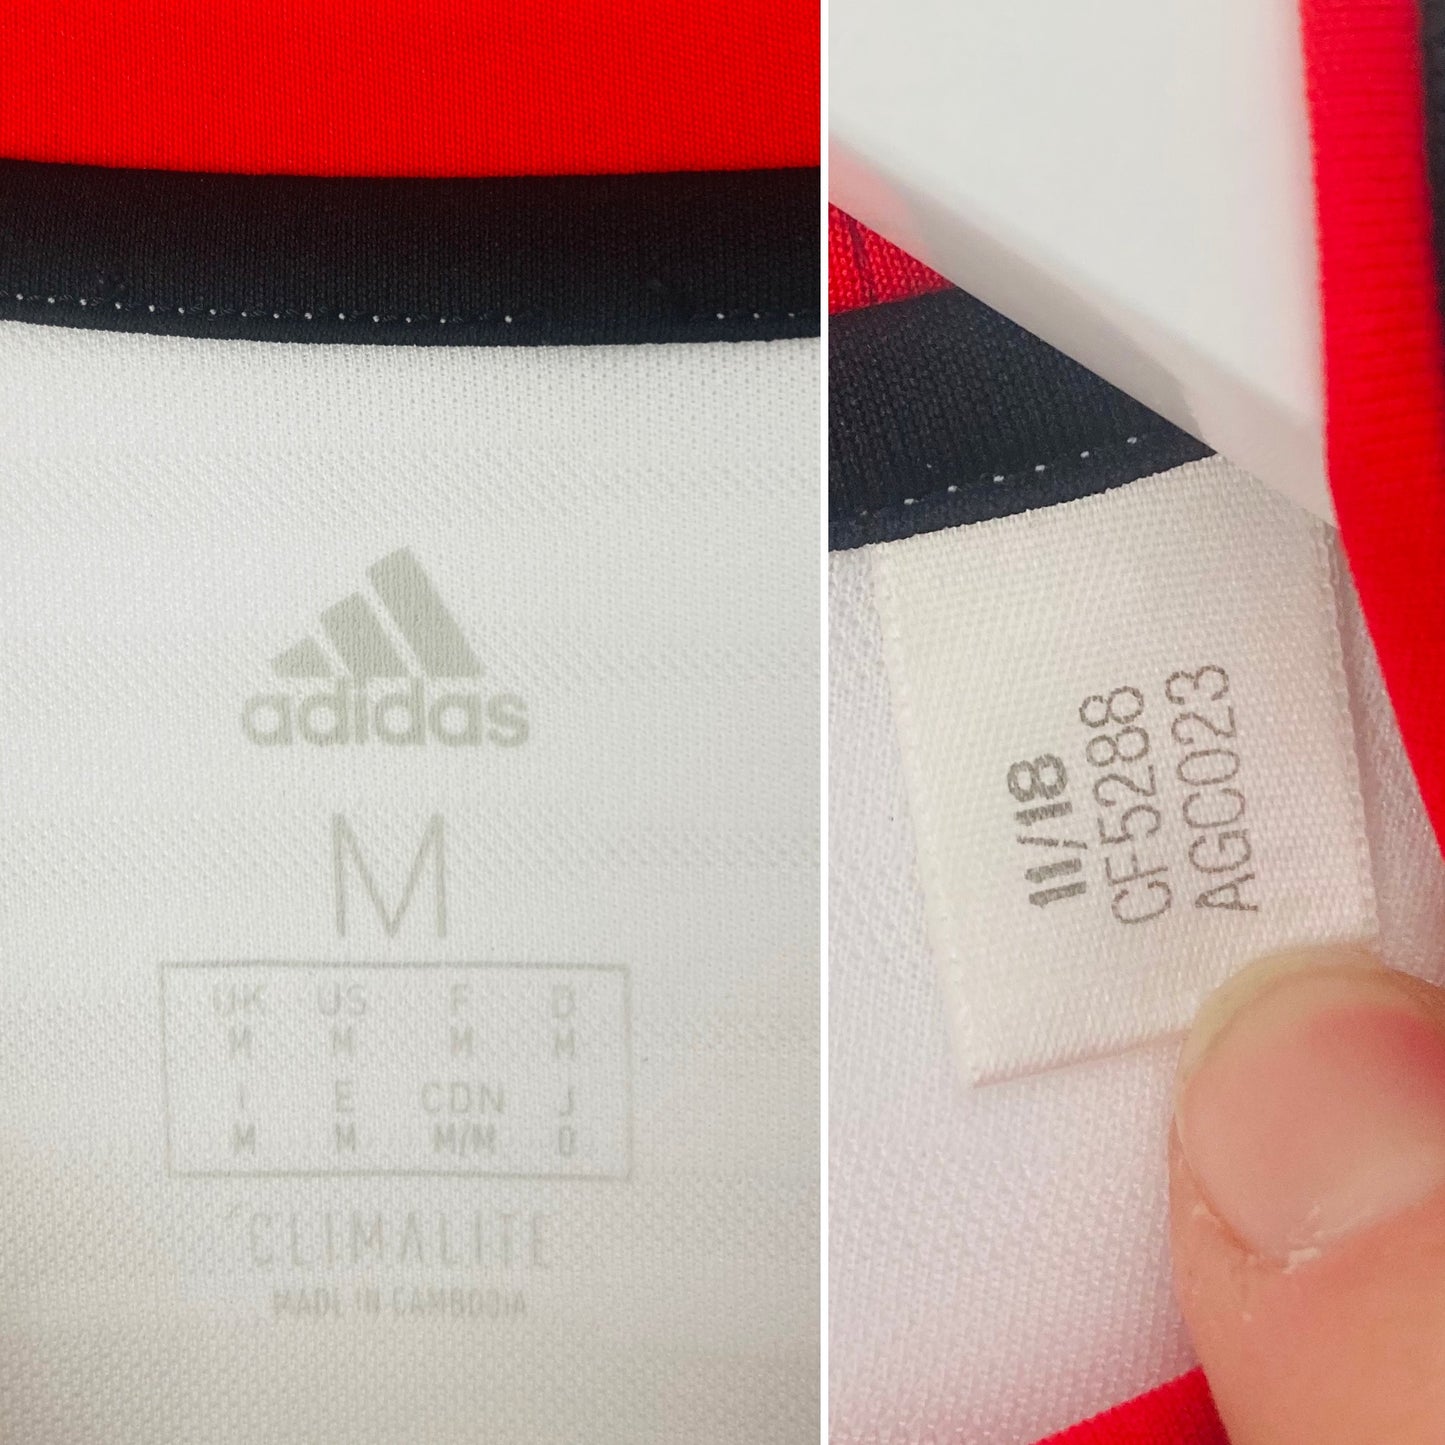 adidas
M
UK US F D
M M M M
I E CDN J
M M M/M O
CLIMALITE
MADE IN CAMBODIA
11/18
CF5288
AGC023